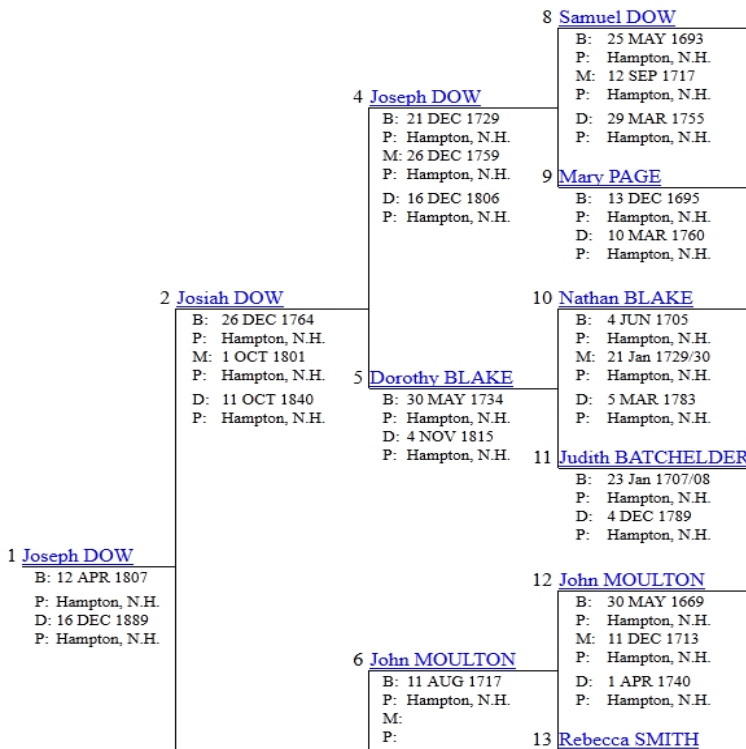 8 Samuel DOW
B: 25 MAY 1693
P: Hampton, N.H.
M: 12 SEP 1717
P: Hampton, N.H.
D: 29 MAR 1755
P: Hampton, N.H.
4 Joseph DOW
B: 21 DEC 1729
P: Hampton, N.H.
M: 26 DEC 1759
P: Hampton, N.H.
D: 16 DEC 1806
P: Hampton, N.H.
9 Mary PAGE
B: 13 DEC 1695
P: Hampton, N.H.
D: 10 MAR 1760
P: Hampton, N.H.
2 Josiah DOW
B: 26 DEC 1764
P: Hampton, N.H.
M: 1 OCT 1801
P: Hampton, N.H.
D: 11 OCT 1840
P: Hampton, N.H.
10 Nathan BLAKE
B: 4 JUN 1705
P: Hampton, N.H.
M: 21 Jan 1729/30
P: Hampton, N.H.
D: 5 MAR 1783
P: Hampton, N.H.
5 Dorothy BLAKE
B: 30 MAY 1734
P: Hampton, N.H.
D: 4 NOV 1815
P: Hampton, N.H.
11 Judith BATCHELDER
B: 23 Jan 1707/08
P: Hampton, N.H.
D: 4 DEC 1789
P: Hampton, N.H.
1 Joseph DOW
B: 12 APR 1807
P: Hampton, N.H.
D: 16 DEC 1889
P: Hampton, N.H.
12 John MOULTON
B: 30 MAY 1669
P: Hampton, N.H.
M: 11 DEC 1713
P: Hampton, N.H.
D: 1 APR 1740
P: Hampton, N.H.
6 John MOULTON
B: 11 AUG 1717
P: Hampton, N.H.
M:
P:
13 Rebecca SMITH